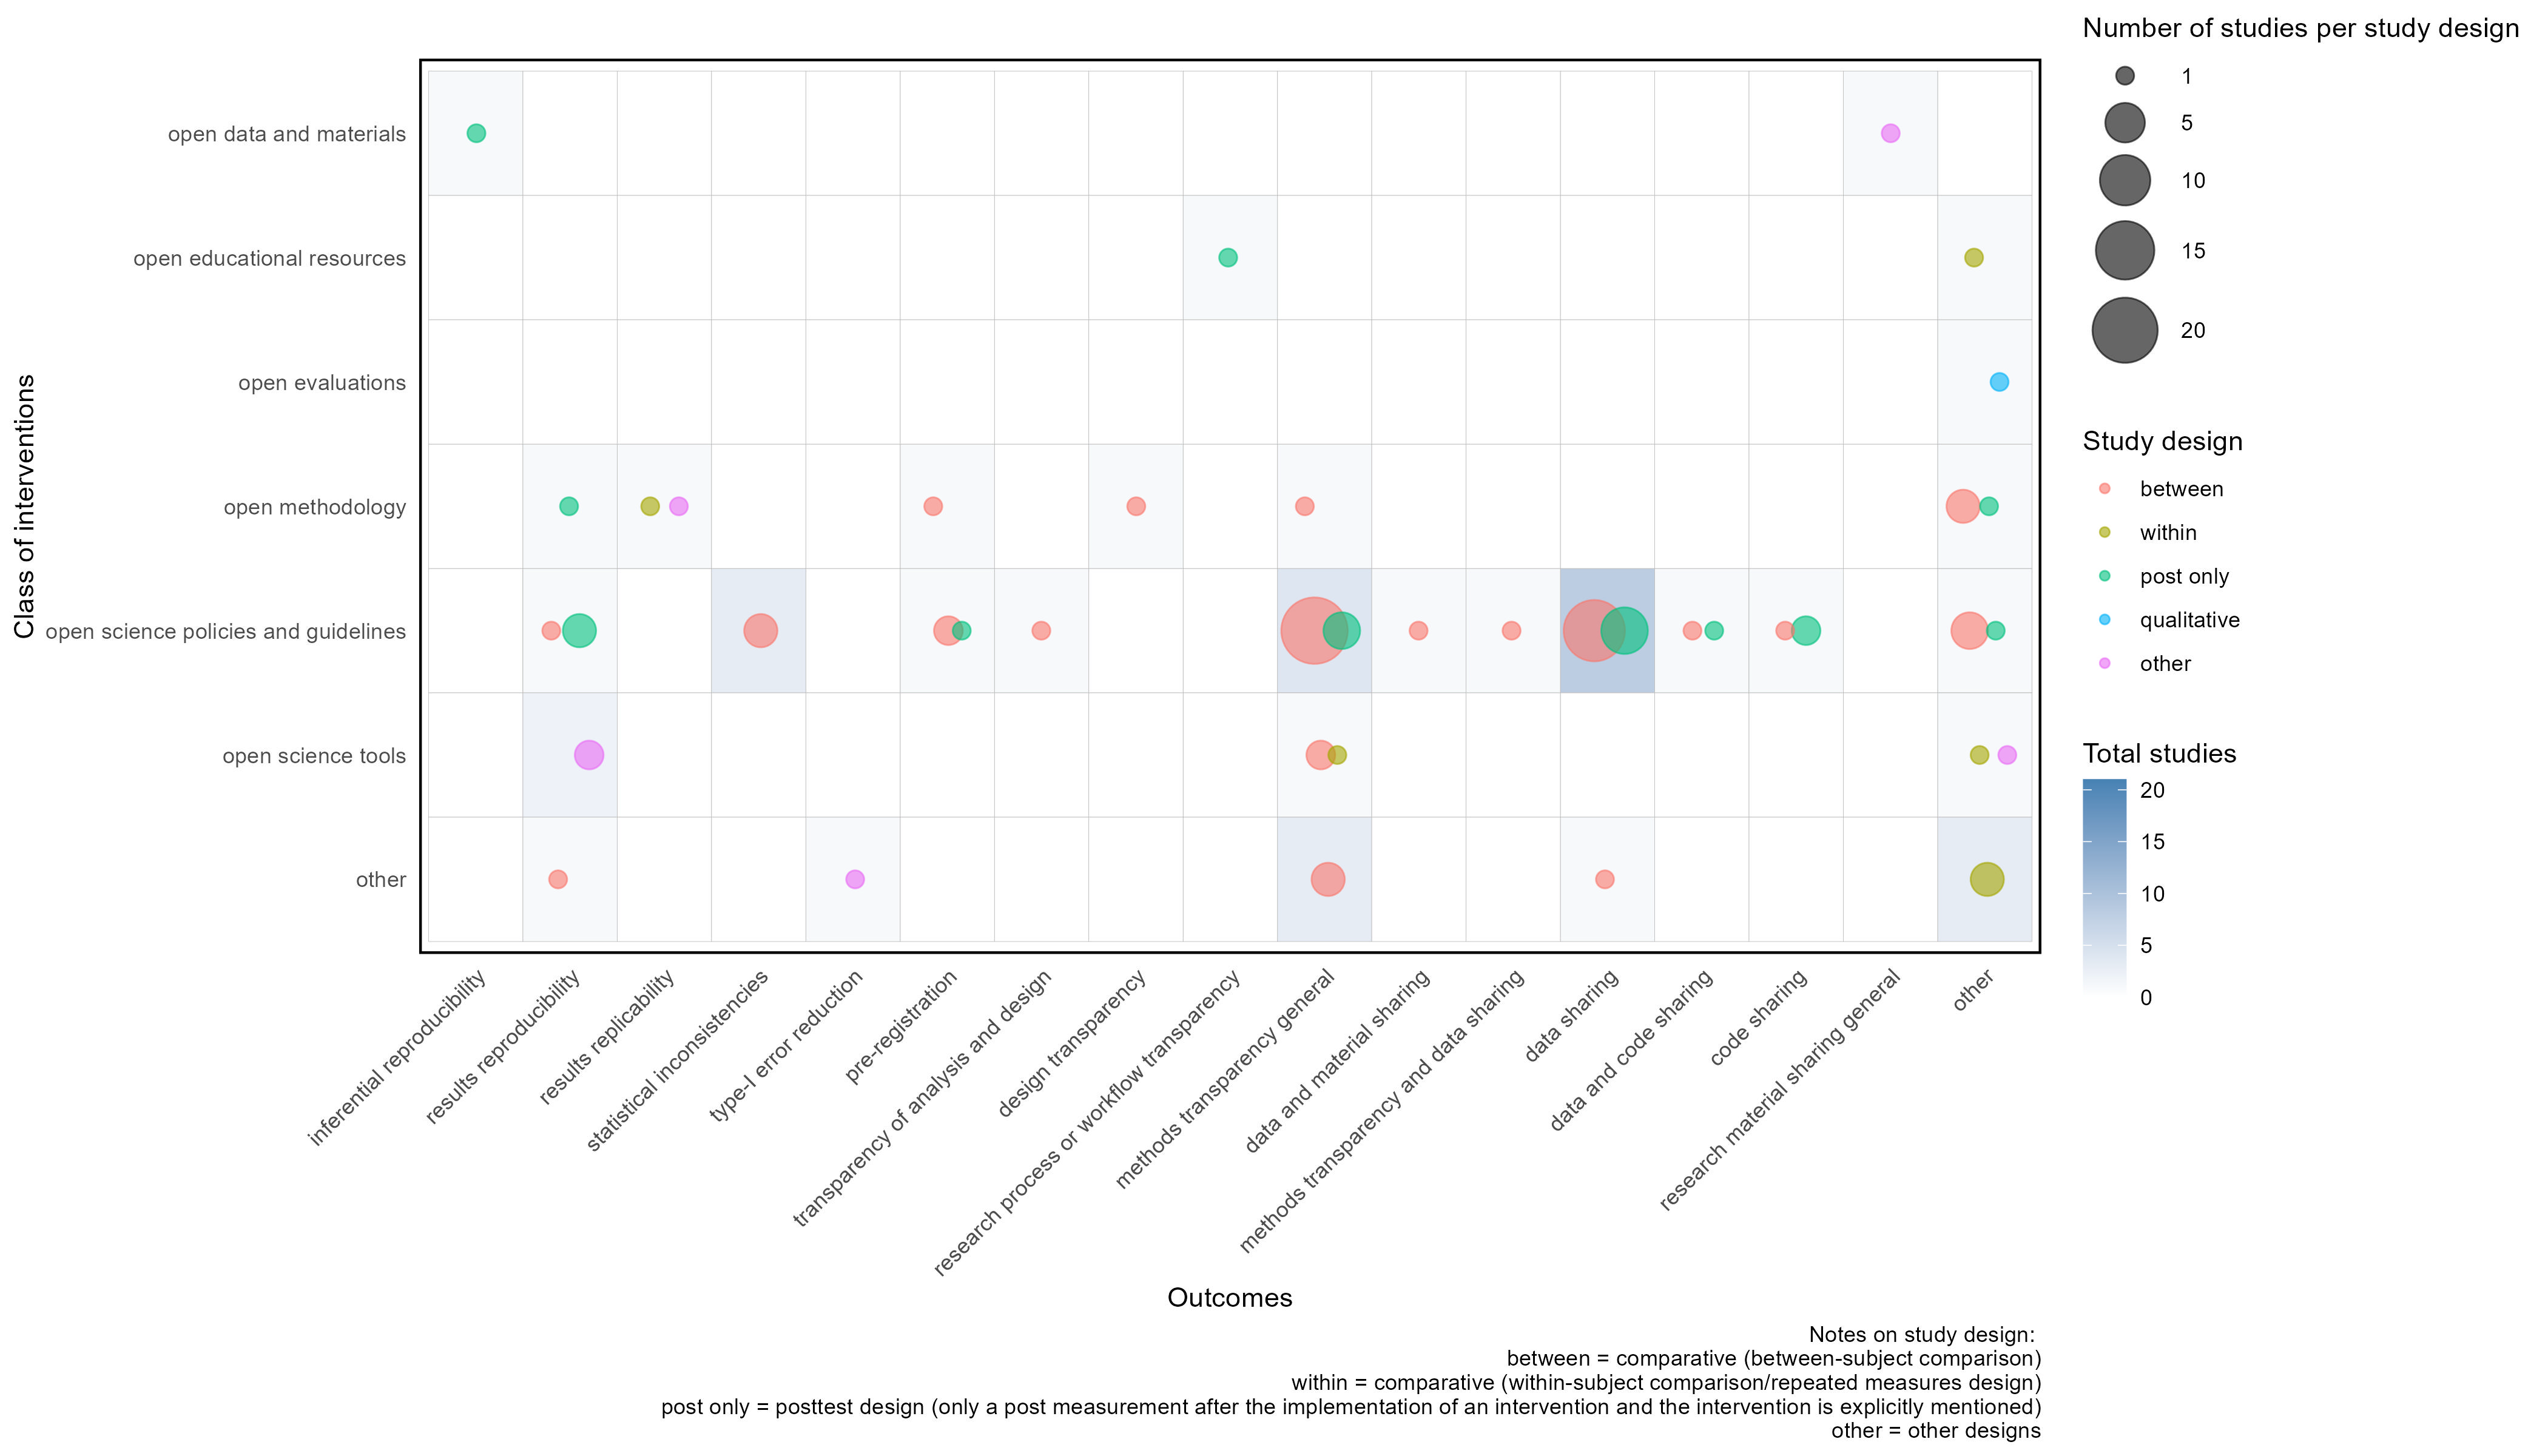 Number of studies per study design
1
5
10
15
20
Study design
between
within
post only
qualitative
other
Total studies
20
15
10
5
0
Class of interventions
open data and materials
open educational resources
open evaluations
open methodology
open science policies and guidelines
open science tools
other
inferential reproducibility
results reproducibility
results replicability
statistical inconsistencies
type-I error reduction
pre-registration
transparency of analysis and design
design transparency
research process or workflow transparency
methods transparency general
data and material sharing
methods transparency and data sharing
data sharing
data and code sharing
code sharing
research material sharing general
other
Outcomes
Notes on study design:
between = comparative (between-subject comparison)
within = comparative (within-subject comparison/repeated measures design)
post only = posttest design (only a post measurement after the implementation of an intervention and the intervention is explicitly mentioned)
other = other designs